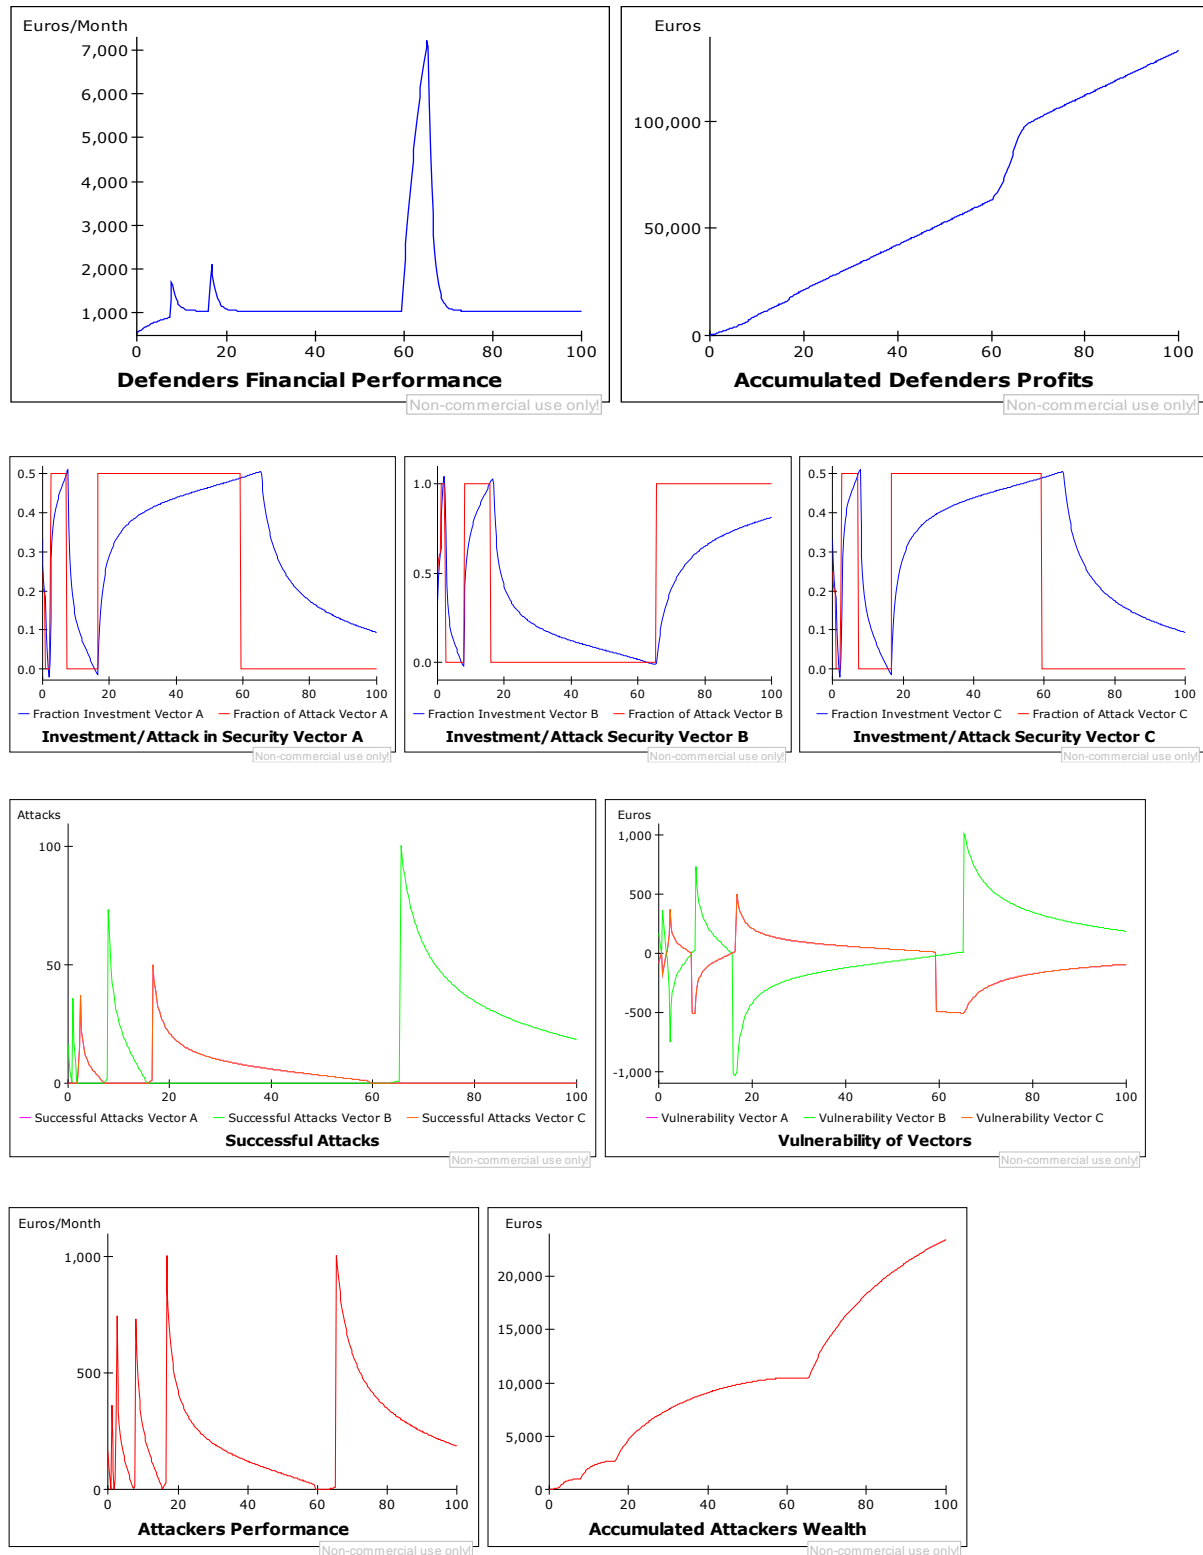 Euros/Month
7,000
6,000
5,000
4,000
3,000
2,000
1,000
0 20 40 60 80 100
Defenders Financial Performance
Non-commercial use only!
Euros
100,000
50,000
0
0 20 40 60 80 100
Accumulated Defenders Profits
Non-commercial use only!
0.5
0.4
0.3
0.2
0.1
0.0
0 20 40 60 80 100
Fraction Investment Vector A Fraction of Attack Vector A
Investment/Attack in Security Vector A
Non-commercial use only!
1.0
0.5
0.0
0 20 40 60 80 100
Fraction Investment Vector B Fraction of Attack Vector B
Investment/Attack Security Vector B
Non-commercial use only!
0.5
0.4
0.3
0.2
0.1
0.0
0 20 40 60 80 100
Fraction Investment Vector C Fraction of Attack Vector C
Investment/Attack Security Vector C
Non-commercial use only!
Attacks
100
50
0
0 20 40 60 80 100
Successful Attacks Vector A Successful Attacks Vector B Successful Attacks Vector C
Successful Attacks
Non-commercial use only!
Euros
1,000
500
0
-500
-1,000
0 20 40 60 80 100
Vulnerability Vector A Vulnerability Vector B Vulnerability Vector C
Vulnerability of Vectors
Non-commercial use only!
Euros/Month
1,000
500
0
0 20 40 60 80 100
Attackers Performance
Non-commercial use only!
Euros
20,000
15,000
10,000
5,000
0
0 20 40 60 80 100
Accumulated Attackers Wealth
Non-commercial use only!